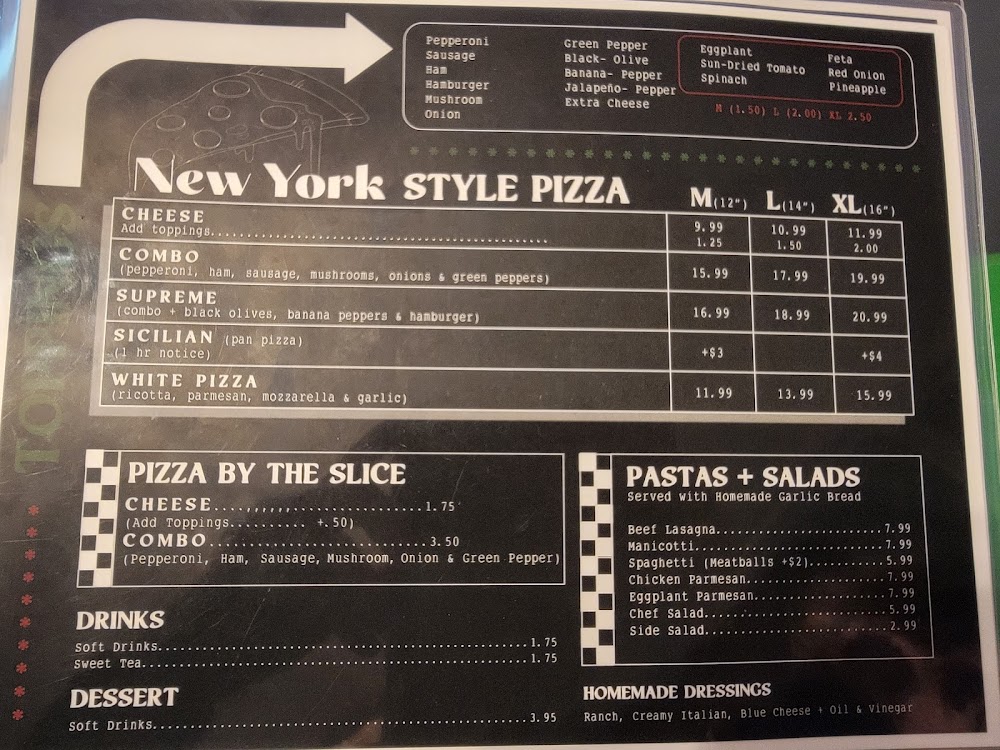 Pepperoni
Sausage
Ham
Hamburger
Mushroom
Onion
Green Pepper
Black- Olive
Banana- Pepper
Jalapeño- Pepper
Extra Cheese
Eggplant
Sun-Dried Tomato
Spinach
Feta
Red Onion
Pineapple
M (1.50) L (2.00) XL 2.50
New York STYLE PIZZA M(12") L(14") XL(16")
CHEESE 9.99 10.99 11.99
Add toppings................................................ 1.25 1.50 2.00
COMBO
(pepperoni, ham, sausage, mushrooms, onions & green peppers) 15.99 17.99 19.99
SUPREME
(combo + black olives, banana peppers & hamburger) 16.99 18.99 20.99
SICILIAN (pan pizza)
(1 hr notice) +$3 +$4
WHITE PIZZA
(ricotta, parmesan, mozzarella & garlic) 11.99 13.99 15.99
PIZZA BY THE SLICE
CHEESE....,,,,,,,..................1.75
(Add Toppings.......... +.50)
COMBO.............................3.50
(Pepperoni, Ham, Sausage, Mushroom, Onion & Green Pepper)
DRINKS
Soft Drinks.....................................................1.75
Sweet Tea.......................................................1.75
DESSERT
Soft Drinks.....................................................3.95
PASTAS + SALADS
Served with Homemade Garlic Bread
Beef Lasagna........................7.99
Manicotti...........................7.99
Spaghetti (Meatballs +$2)...........5.99
Chicken Parmesan....................7.99
Eggplant Parmesan...................7.99
Chef Salad..........................5.99
Side Salad..........................2.99
HOMEMADE DRESSINGS
Ranch, Creamy Italian, Blue Cheese + Oil & Vinegar